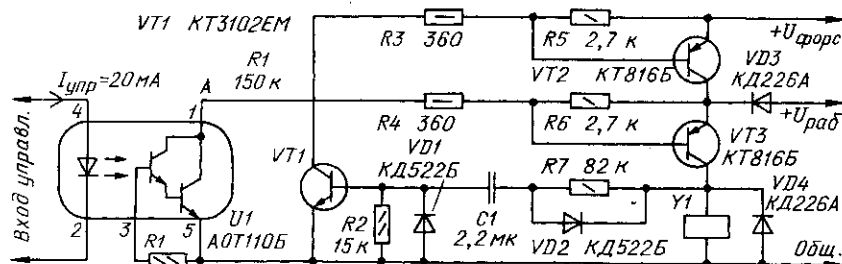 VT1 КТ3102ЕМ
R3 360
R5 2,7 к
+Uфорс
Iупр=20 мА
R1 150 к
А
VT2 КТ816Б
VD3 КД226А
4
1
R4 360
R6 2,7 к
+Uраб
Вход управл.
VT1
VD1 КД522Б
R7 82 к
VT3 КТ816Б
VD4 КД226А
2
3
5
U1 АОТ110Б
R1
R2 15 к
C1 2,2 мк
VD2 КД522Б
Y1
Общ.